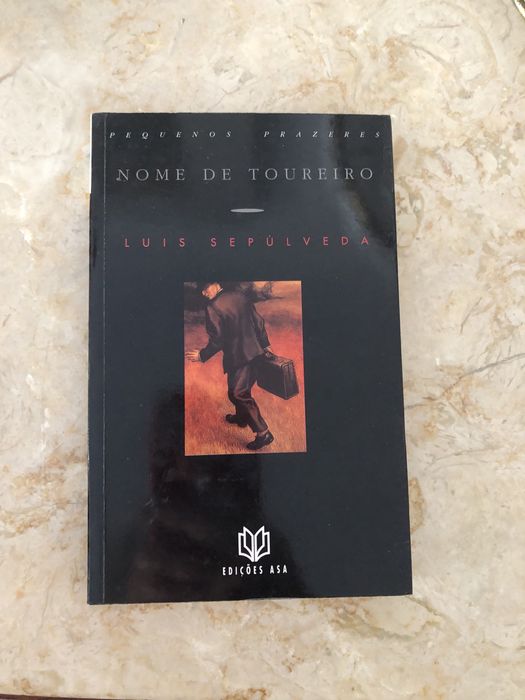 PEQUENOS PRAZERES
NOME DE TOUREIRO
LUIS SEPÚLVEDA
EDIÇÕES ASA